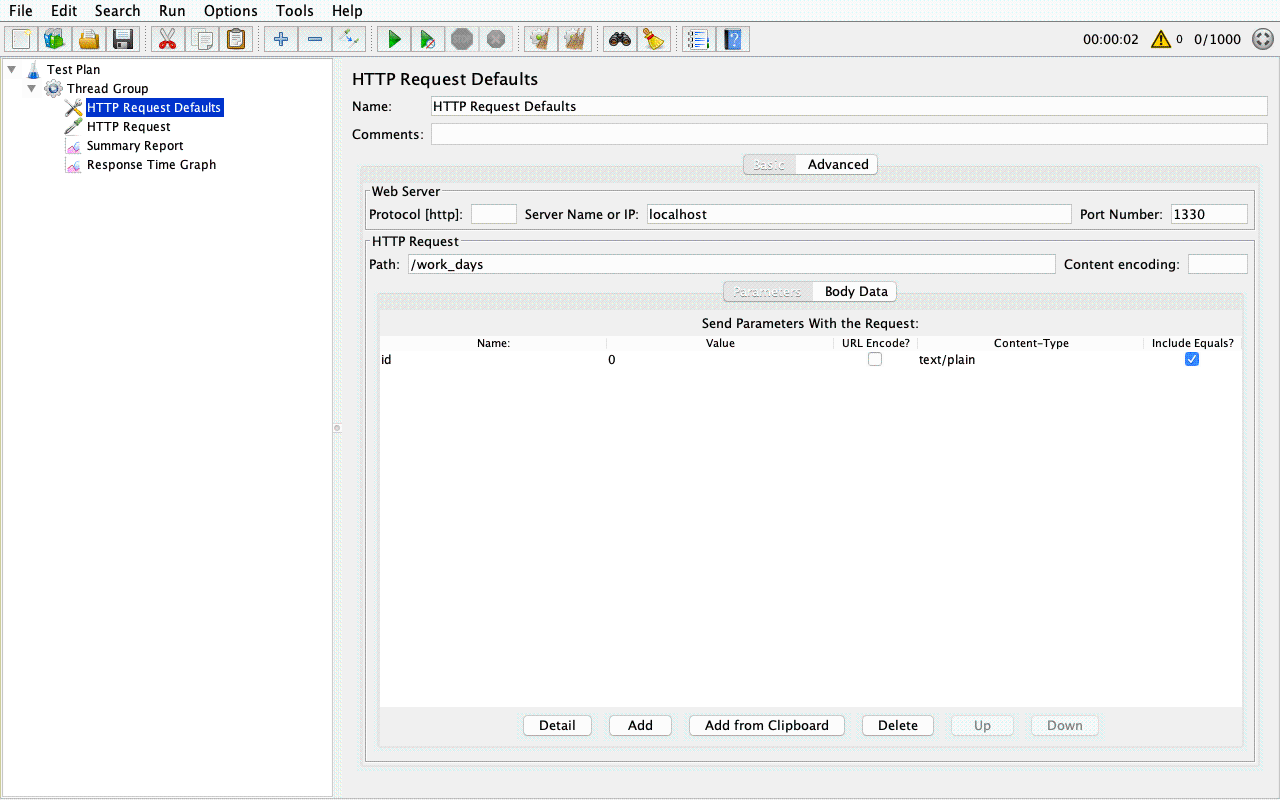 File Edit Search Run Options Tools Help
00:00:02 0 0/1000
Test Plan
Thread Group
HTTP Request Defaults
HTTP Request
Summary Report
Response Time Graph
HTTP Request Defaults
Name: HTTP Request Defaults
Comments:
Basic Advanced
Web Server
Protocol [http]: Server Name or IP: localhost Port Number: 1330
HTTP Request
Path: /work_days Content encoding:
Parameters Body Data
Send Parameters With the Request:
Name: Value URL Encode? Content-Type Include Equals?
id 0 text/plain
Detail Add Add from Clipboard Delete Up Down